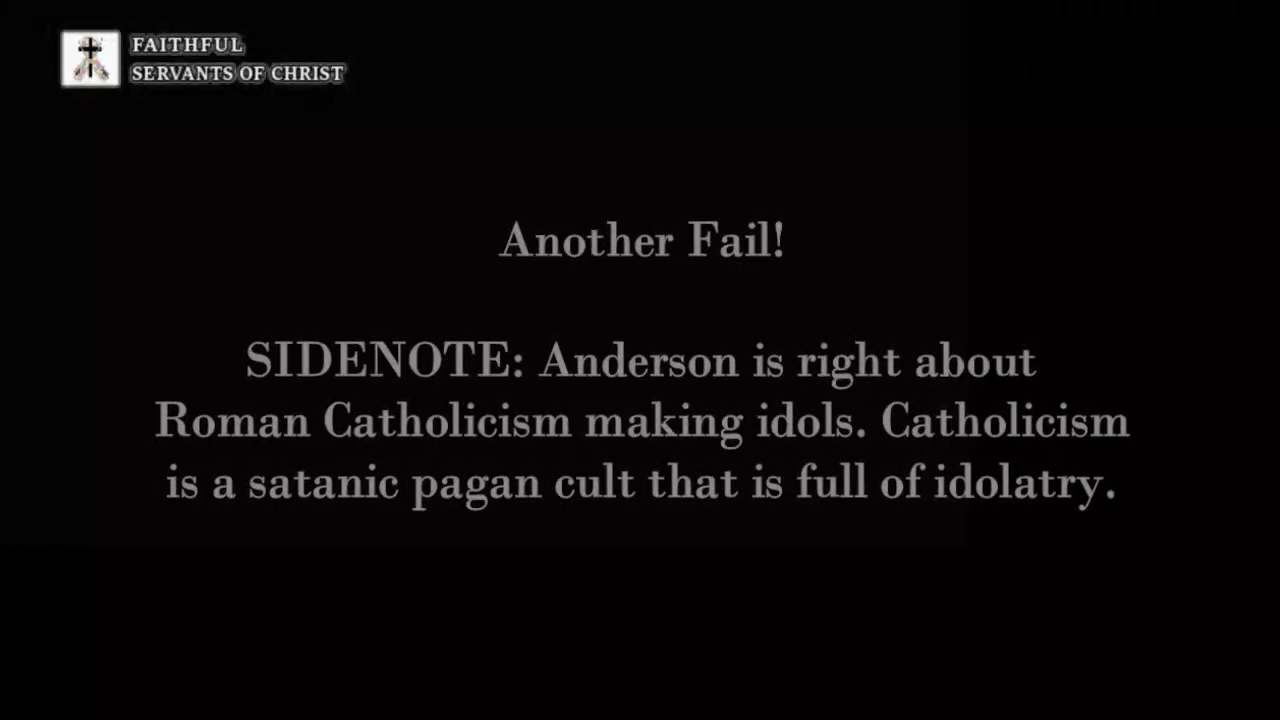 FAITHFUL
SERVANTS OF CHRIST
Another Fail!
SIDENOTE: Anderson is right about
Roman Catholicism making idols. Catholicism
is a satanic pagan cult that is full of idolatry.